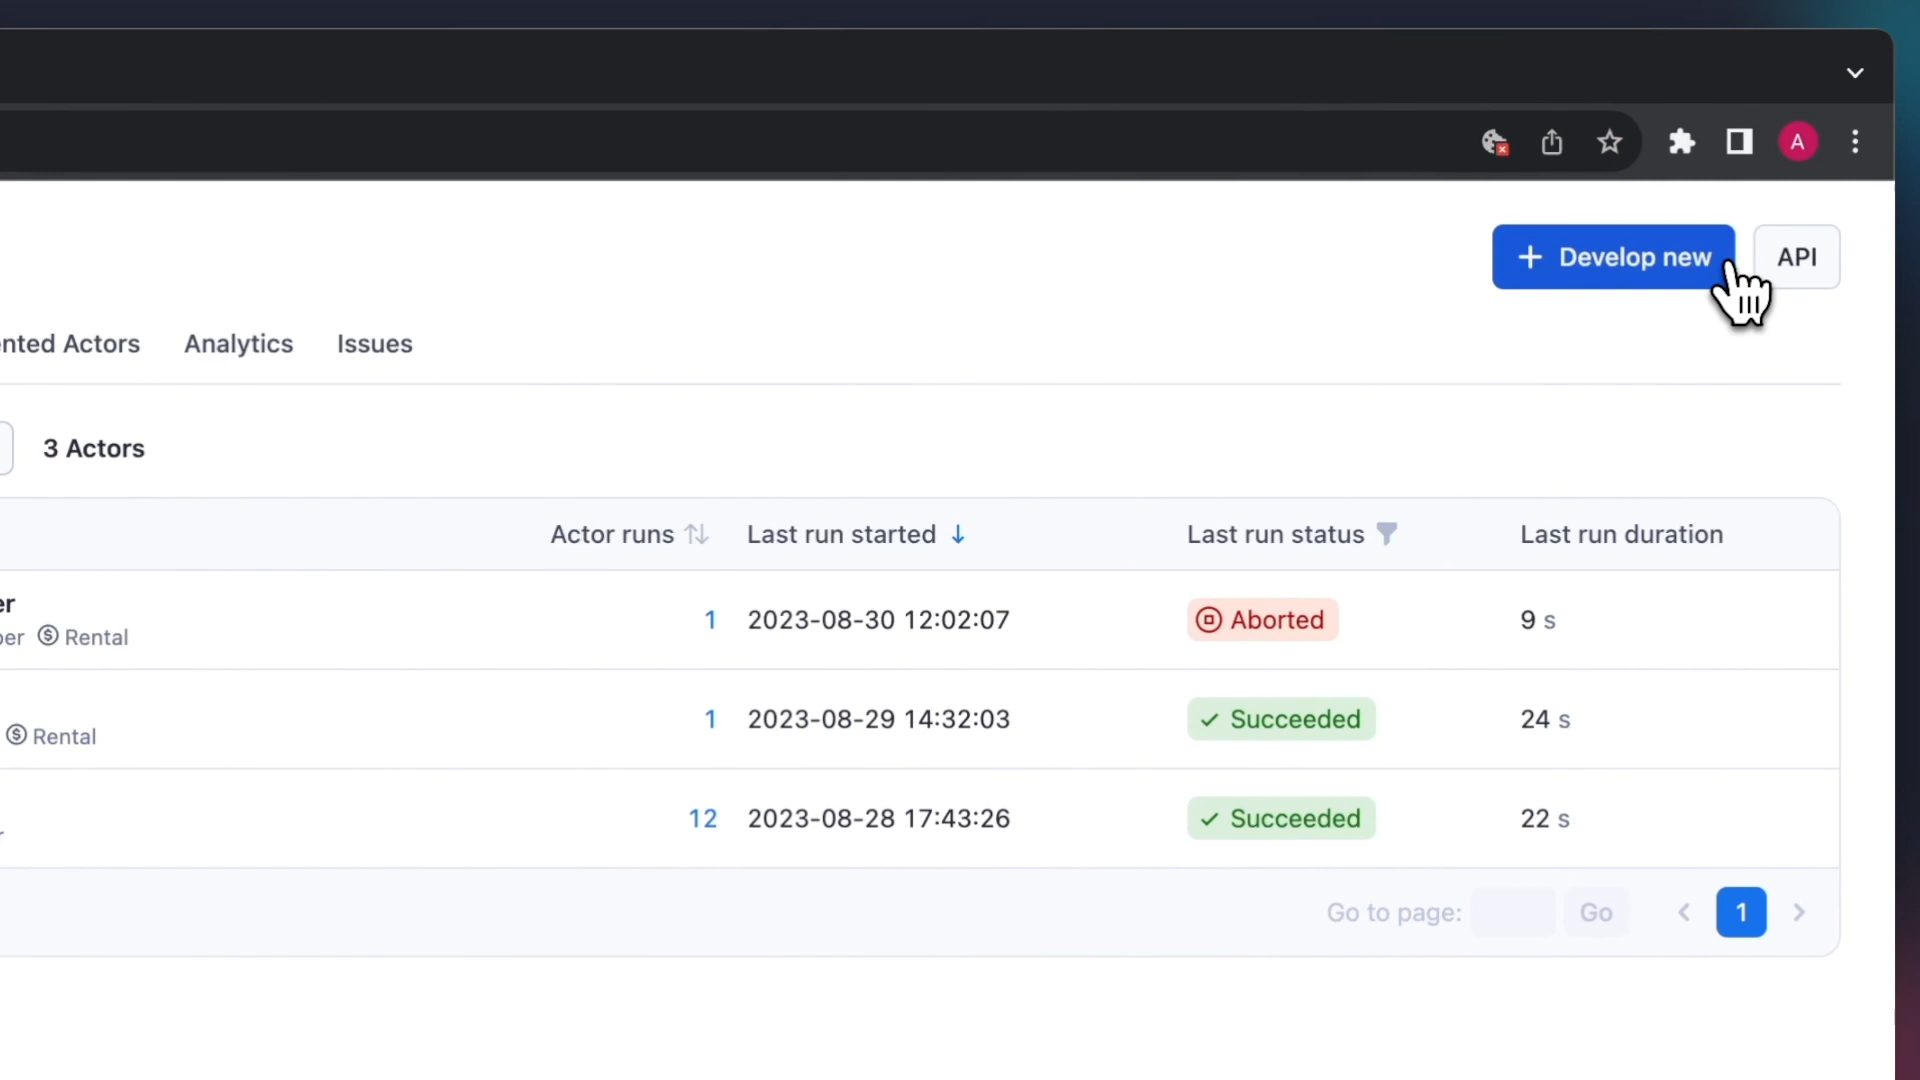 A
Develop new
API
nted Actors Analytics Issues
3 Actors
Actor runs Last run started Last run status Last run duration
er
ber Rental
1 2023-08-30 12:02:07 Aborted 9 s
Rental
1 2023-08-29 14:32:03 Succeeded 24 s
12 2023-08-28 17:43:26 Succeeded 22 s
Go to page: Go 1